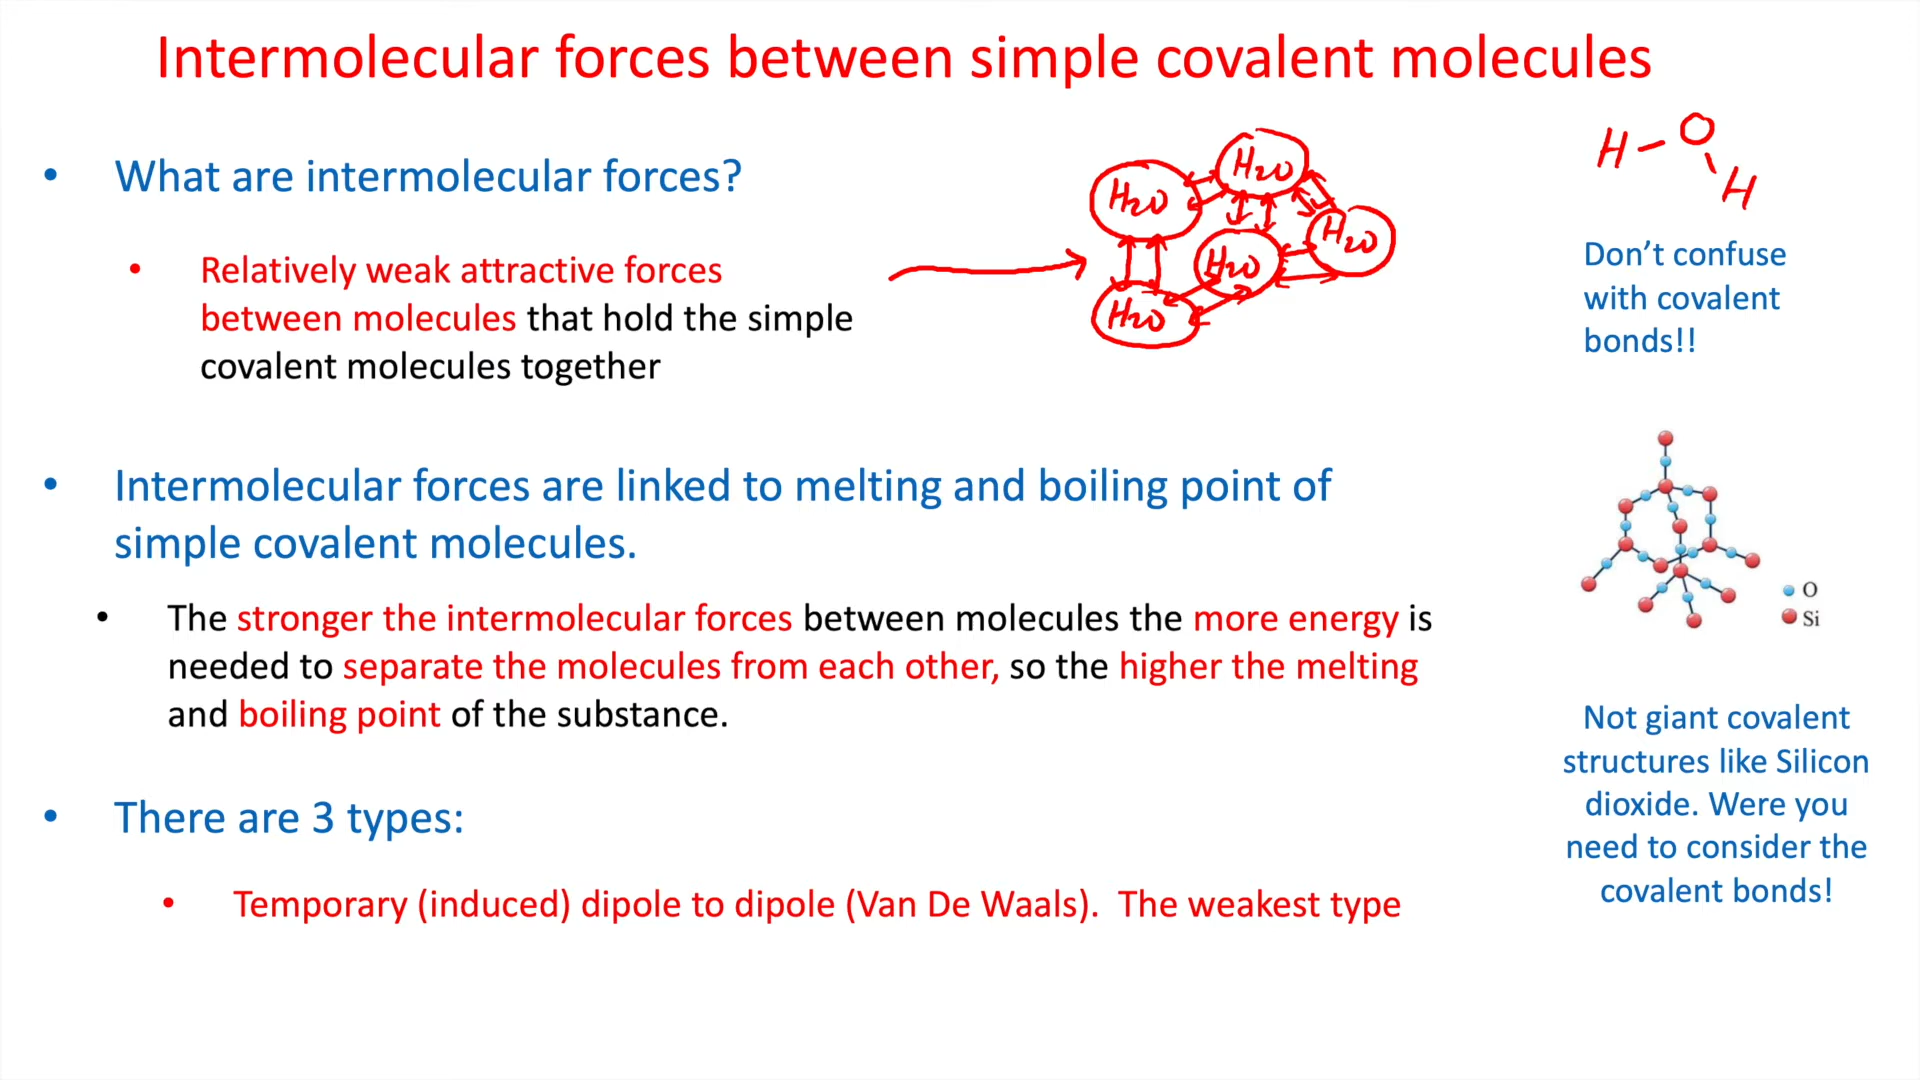 Intermolecular forces between simple covalent molecules
• What are intermolecular forces?
• Relatively weak attractive forces
between molecules that hold the simple
covalent molecules together
H2O
H2O
H2O
H2O
H2O
H - O
\
H
Don't confuse
with covalent
bonds!!
• Intermolecular forces are linked to melting and boiling point of
simple covalent molecules.
• The stronger the intermolecular forces between molecules the more energy is
needed to separate the molecules from each other, so the higher the melting
and boiling point of the substance.
O
Si
Not giant covalent
structures like Silicon
dioxide. Were you
need to consider the
covalent bonds!
• There are 3 types:
• Temporary (induced) dipole to dipole (Van De Waals).  The weakest type